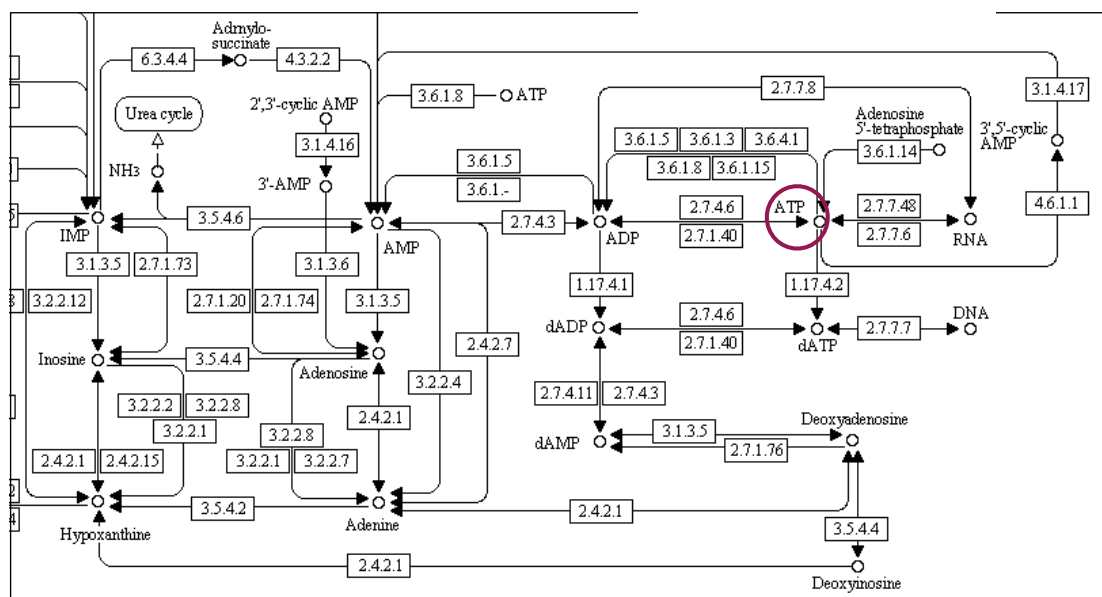 Adrnylo-
succinate
6.3.4.4
4.3.2.2
2',3'-cyclic AMP
3.6.1.8
ATP
2.7.7.8
3.1.4.17
Urea cycle
3.1.4.16
3.6.1.5
3.6.1.3
3.6.4.1
Adenosine
5'-tetraphosphate
3',5'-cyclic
AMP
NH3
3'-AMP
3.6.1.5
3.6.1.8
3.6.1.15
3.6.1.14
3.6.1.-
IMP
3.5.4.6
AMP
2.7.4.3
ADP
2.7.4.6
2.7.1.40
ATP
2.7.7.48
2.7.7.6
RNA
4.6.1.1
3.1.3.5
2.7.1.73
3.1.3.6
3.2.2.12
2.7.1.20
2.7.1.74
3.1.3.5
1.17.4.1
1.17.4.2
dADP
2.7.4.6
2.7.1.40
dATP
2.7.7.7
DNA
Inosine
3.5.4.4
Adenosine
2.4.2.7
3.2.2.4
3.2.2.2
3.2.2.8
3.2.2.1
2.4.2.1
2.7.4.11
2.7.4.3
Deoxyadenosine
3.2.2.8
dAMP
3.1.3.5
2.7.1.76
2.4.2.1
2.4.2.15
3.2.2.1
3.2.2.7
Hypoxanthine
3.5.4.2
Adenine
2.4.2.1
3.5.4.4
2.4.2.1
Deoxyinosine